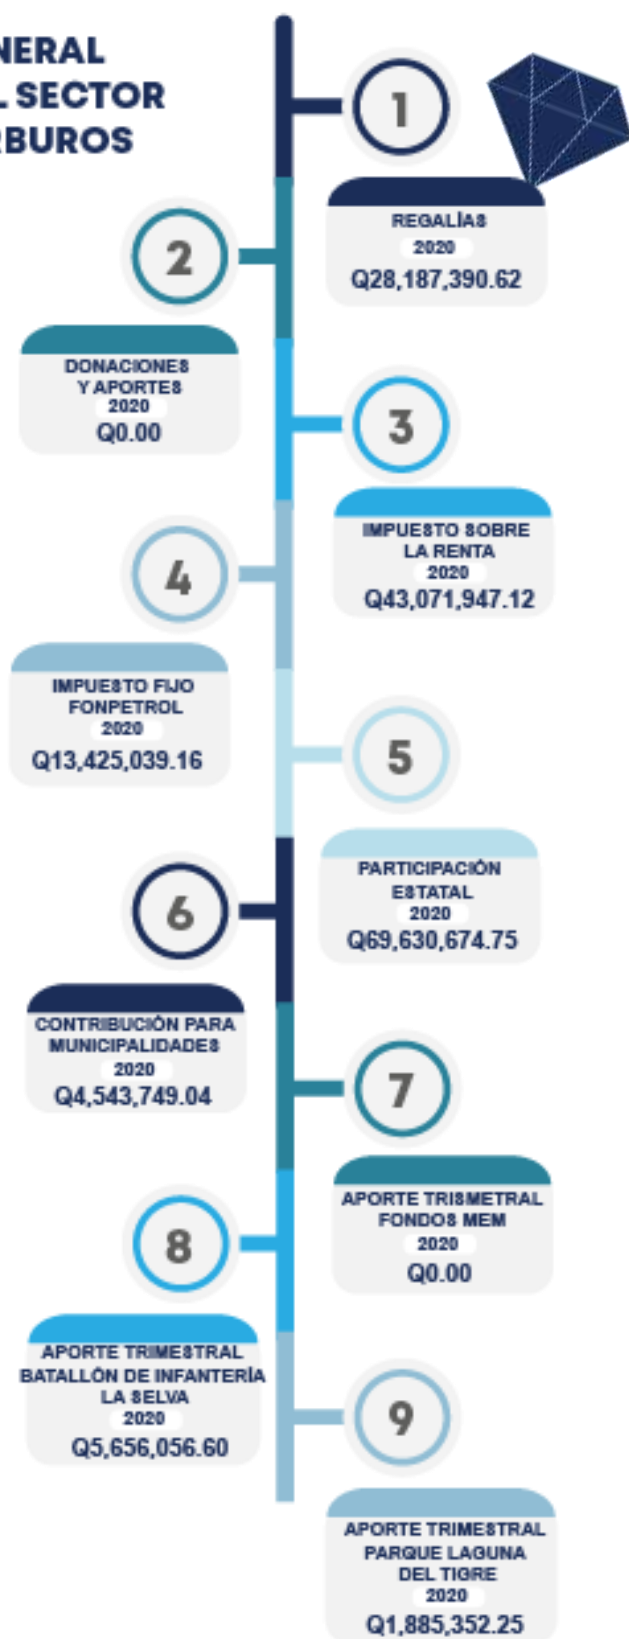 NERAL
L SECTOR
RBUROS
1
REGALÍAS
2020
Q28,187,390.62
2
DONACIONES
Y APORTES
2020
Q0.00
3
IMPUESTO SOBRE
LA RENTA
2020
Q43,071,947.12
4
IMPUESTO FIJO
FONPETROL
2020
Q13,425,039.16
5
PARTICIPACIÓN
ESTATAL
2020
Q69,630,674.75
6
CONTRIBUCIÓN PARA
MUNICIPALIDADES
2020
Q4,543,749.04
7
APORTE TRISMETRAL
FONDOS MEM
2020
Q0.00
8
APORTE TRIMESTRAL
BATALLÓN DE INFANTERÍA
LA SELVA
2020
Q5,656,056.60
9
APORTE TRIMESTRAL
PARQUE LAGUNA
DEL TIGRE
2020
Q1,885,352.25